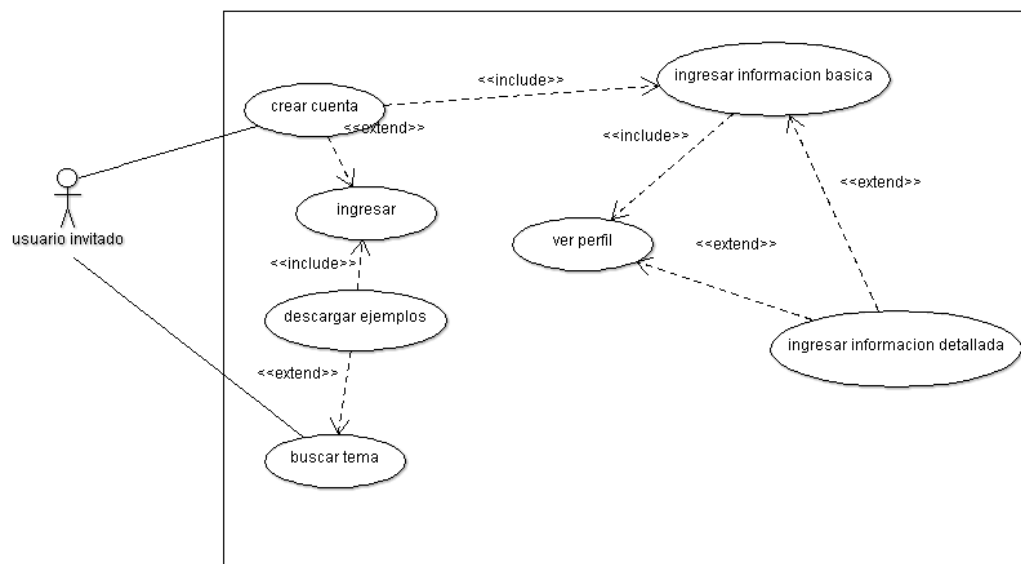 ingresar informacion basica
<<include>>
crear cuenta
<<extend>>
<<include>>
<<extend>>
ingresar
usuario invitado
ver perfil
<<extend>>
<<include>>
descargar ejemplos
ingresar informacion detallada
<<extend>>
buscar tema